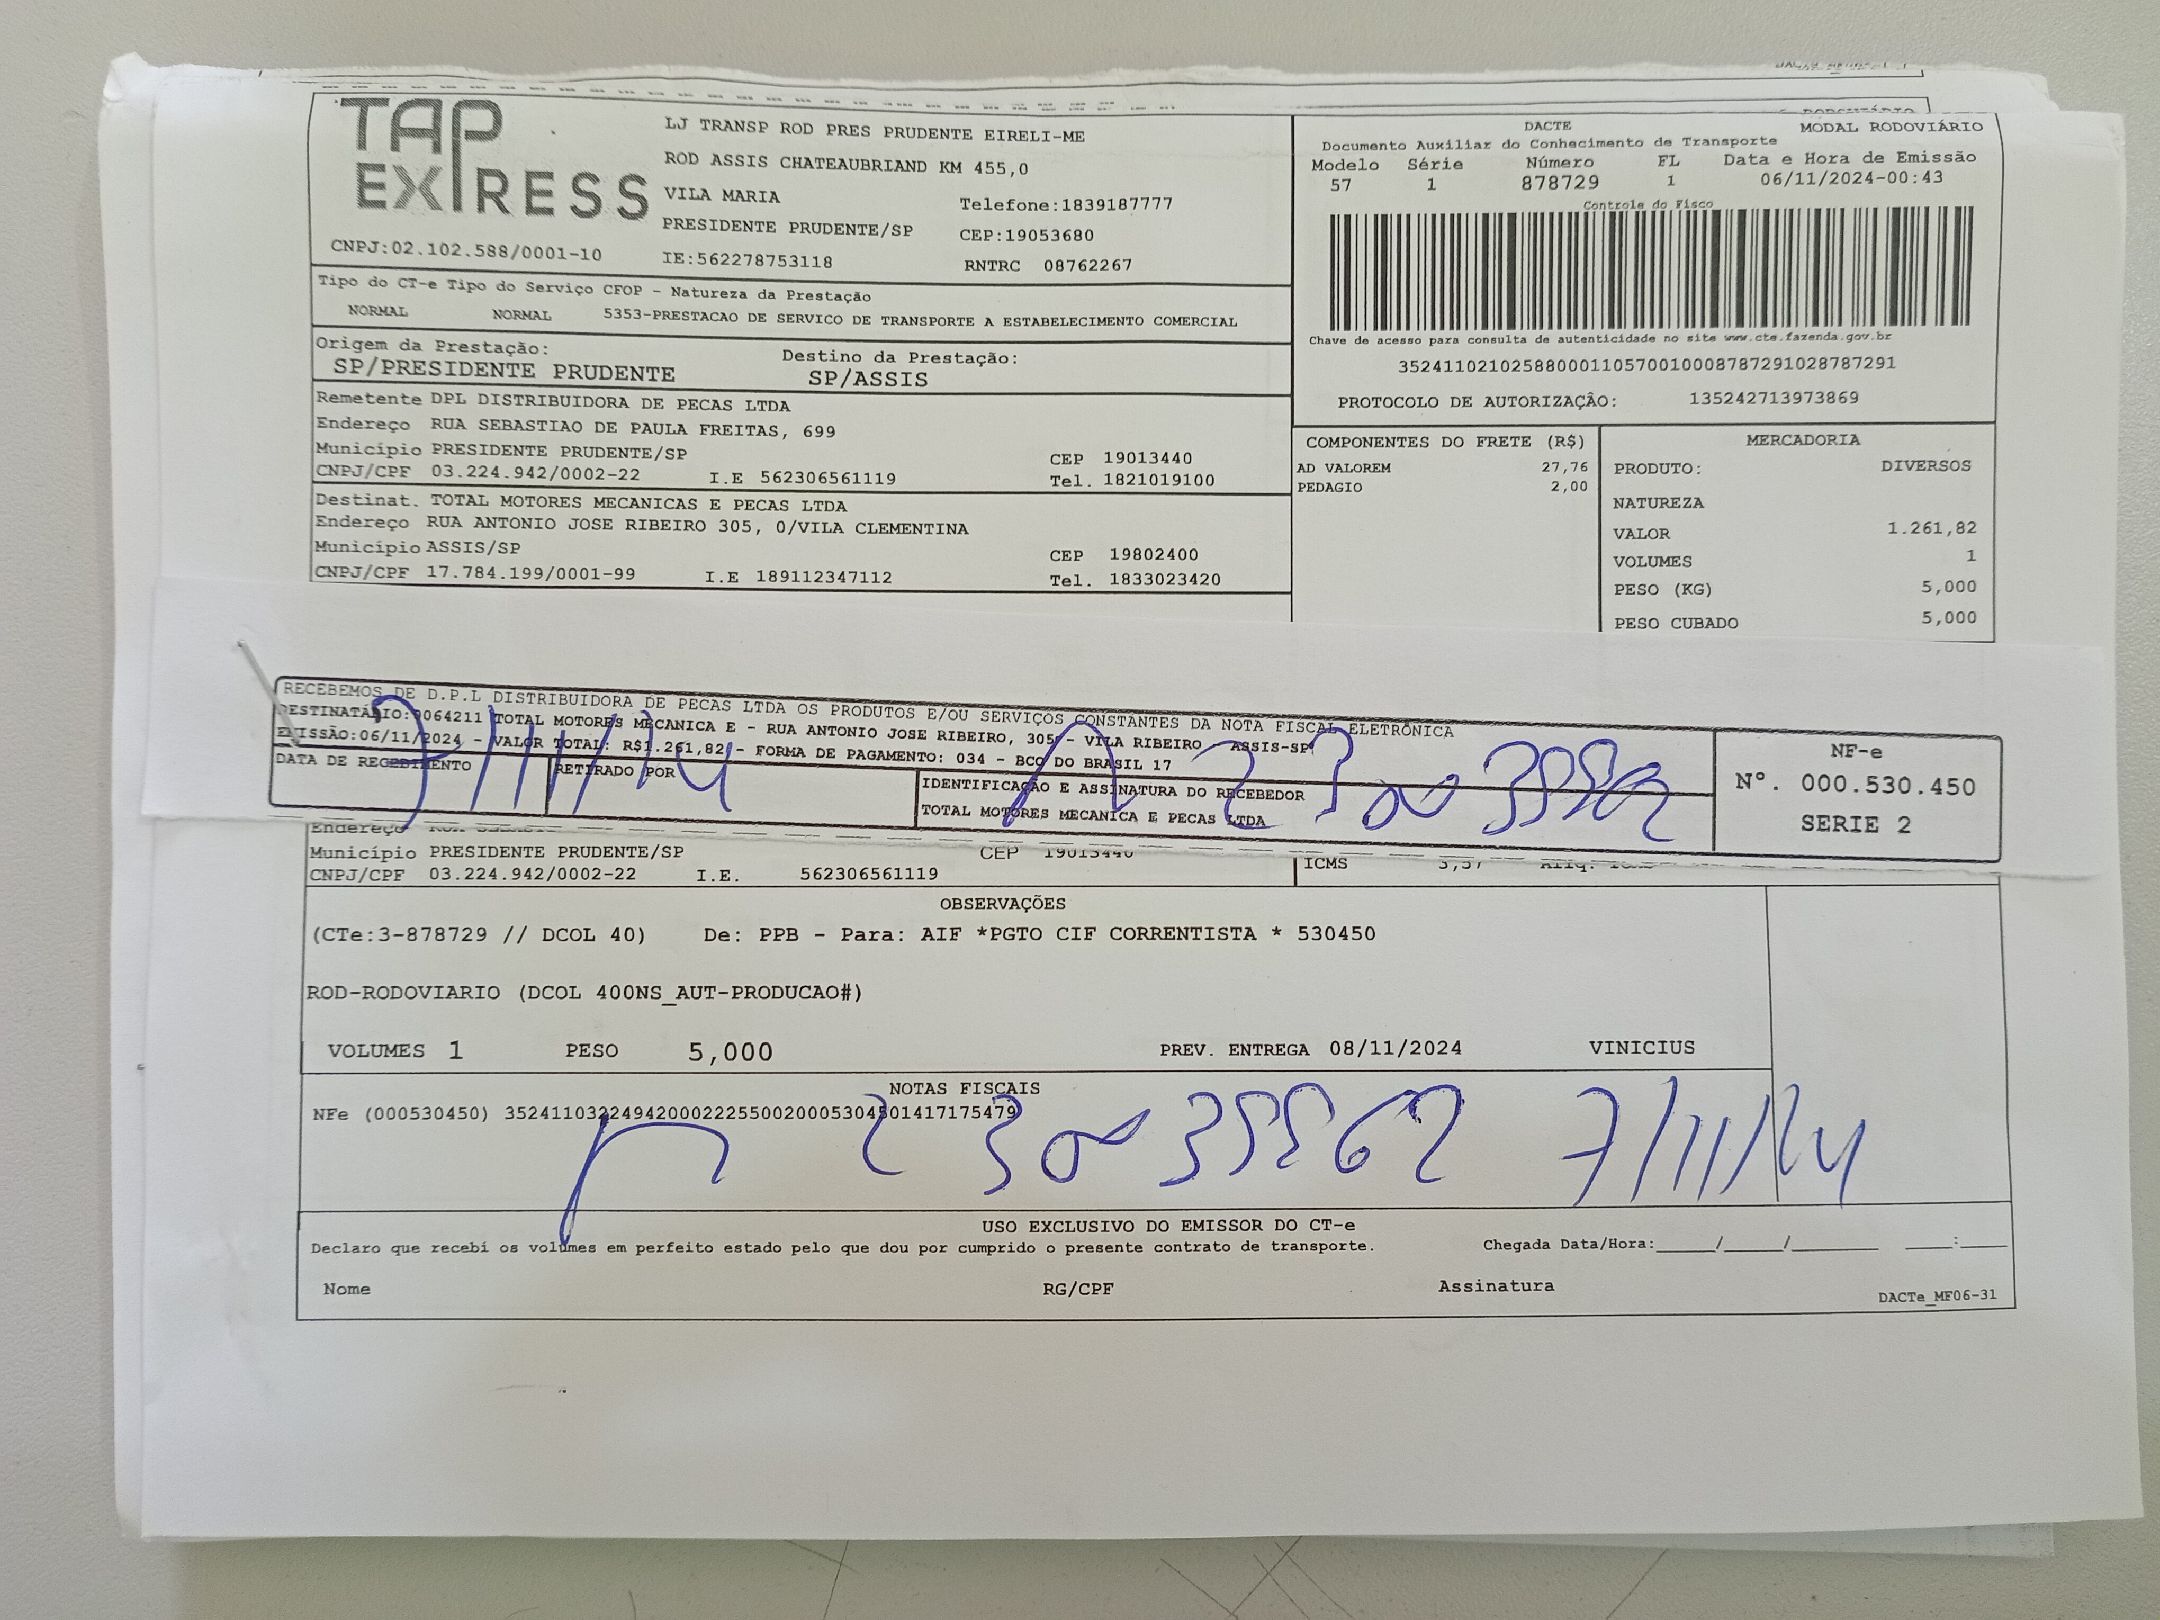 TAP
EXPRESS
CNPJ:02.102.588/0001-10
LJ TRANSP ROD PRES PRUDENTE EIRELI-ME
ROD ASSIS CHATEAUBRIAND KM 455,0
VILA MARIA
Telefone:1839187777
PRESIDENTE PRUDENTE/SP
CEP:19053680
IE:562278753118
RNTRC 08762267
DACTE
MODAL RODOVIÁRIO
Documento Auxiliar do Conhecimento de Transporte
Modelo Série Número FL Data e Hora de Emissão
57 1 878729 1 06/11/2024-00:43
Controle do Fisco
Chave de acesso para consulta de autenticidade no site www.cte.fazenda.gov.br
35241102102588000110570010008787291028787291
PROTOCOLO DE AUTORIZAÇÃO: 135242713973869
Tipo do CT-e Tipo do Serviço CFOP - Natureza da Prestação
NORMAL NORMAL 5353-PRESTACAO DE SERVICO DE TRANSPORTE A ESTABELECIMENTO COMERCIAL
Origem da Prestação: Destino da Prestação:
SP/PRESIDENTE PRUDENTE SP/ASSIS
Remetente DPL DISTRIBUIDORA DE PECAS LTDA
Endereço RUA SEBASTIAO DE PAULA FREITAS, 699
Município PRESIDENTE PRUDENTE/SP CEP 19013440
CNPJ/CPF 03.224.942/0002-22 I.E 562306561119 Tel. 1821019100
Destinat. TOTAL MOTORES MECANICAS E PECAS LTDA
Endereço RUA ANTONIO JOSE RIBEIRO 305, 0/VILA CLEMENTINA
Município ASSIS/SP CEP 19802400
CNPJ/CPF 17.784.199/0001-99 I.E 189112347112 Tel. 1833023420
COMPONENTES DO FRETE (R$)
AD VALOREM 27,76
PEDAGIO 2,00
MERCADORIA
PRODUTO: DIVERSOS
NATUREZA
VALOR 1.261,82
VOLUMES 1
PESO (KG) 5,000
PESO CUBADO 5,000
RECEBEMOS DE D.P.L DISTRIBUIDORA DE PECAS LTDA OS PRODUTOS E/OU SERVIÇOS CONSTANTES DA NOTA FISCAL ELETRÔNICA
DESTINATÁRIO:0064211 TOTAL MOTORES MECANICA E - RUA ANTONIO JOSE RIBEIRO, 305 - VILA RIBEIRO - ASSIS-SP
EMISSÃO:06/11/2024 - VALOR TOTAL: R$1.261,82 - FORMA DE PAGAMENTO: 034 - BCO DO BRASIL 17
DATA DE RECEBIMENTO RETIRADO POR IDENTIFICAÇÃO E ASSINATURA DO RECEBEDOR
TOTAL MOTORES MECANICA E PECAS LTDA
7/11/24
NF-e
Nº. 000.530.450
SERIE 2
Endereço
Município PRESIDENTE PRUDENTE/SP CEP 19013440
CNPJ/CPF 03.224.942/0002-22 I.E. 562306561119
ICMS 3,57
OBSERVAÇÕES
(CTe:3-878729 // DCOL 40) De: PPB - Para: AIF *PGTO CIF CORRENTISTA * 530450
ROD-RODOVIARIO (DCOL 400NS_AUT-PRODUCAO#)
VOLUMES 1 PESO 5,000 PREV. ENTREGA 08/11/2024 VINICIUS
NOTAS FISCAIS
NFe (000530450) 35241103224942000222550020005304501417175479
7/11/24
USO EXCLUSIVO DO EMISSOR DO CT-e
Declaro que recebi os volumes em perfeito estado pelo que dou por cumprido o presente contrato de transporte. Chegada Data/Hora:_____/_____/________ ____:____
Nome RG/CPF Assinatura
DACTe_MF06-31